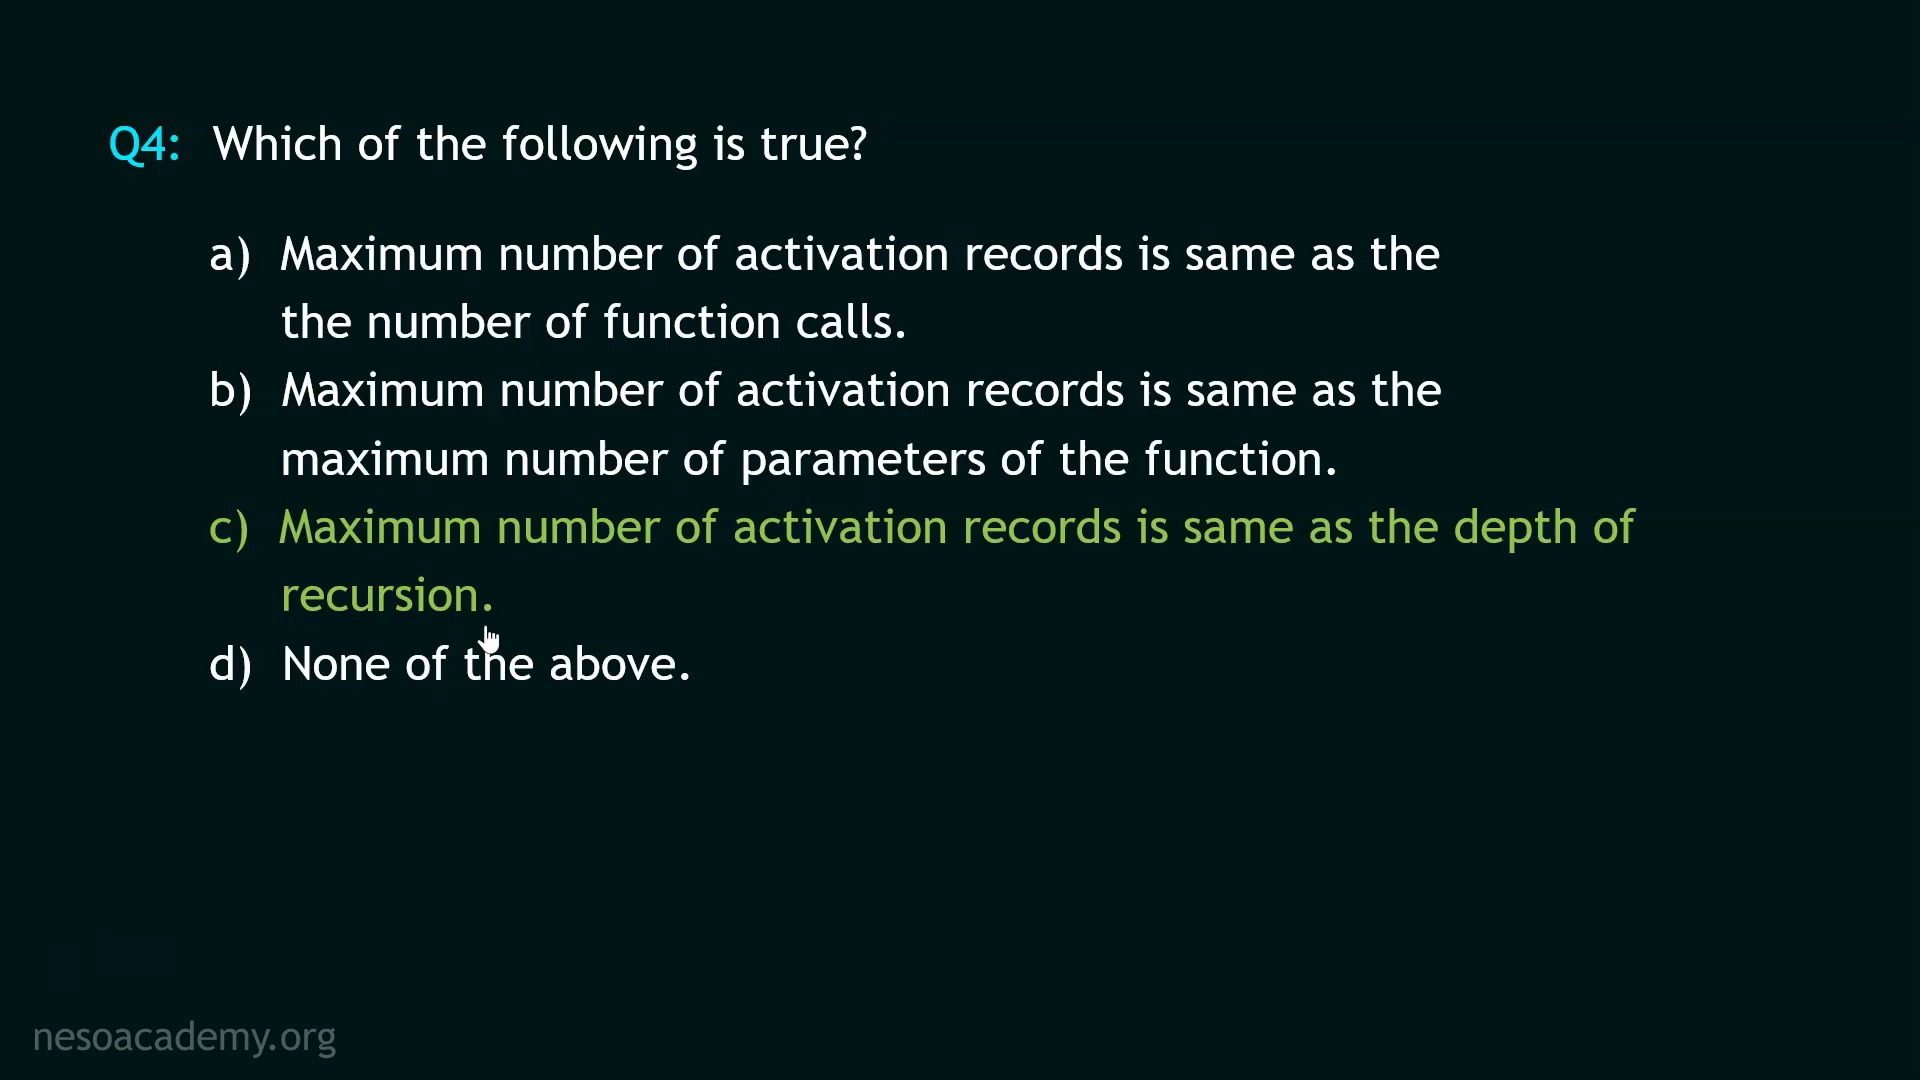 Q4: Which of the following is true?
a) Maximum number of activation records is same as the
the number of function calls.
b) Maximum number of activation records is same as the
maximum number of parameters of the function.
c) Maximum number of activation records is same as the depth of
recursion.
d) None of the above.
nesoacademy.org